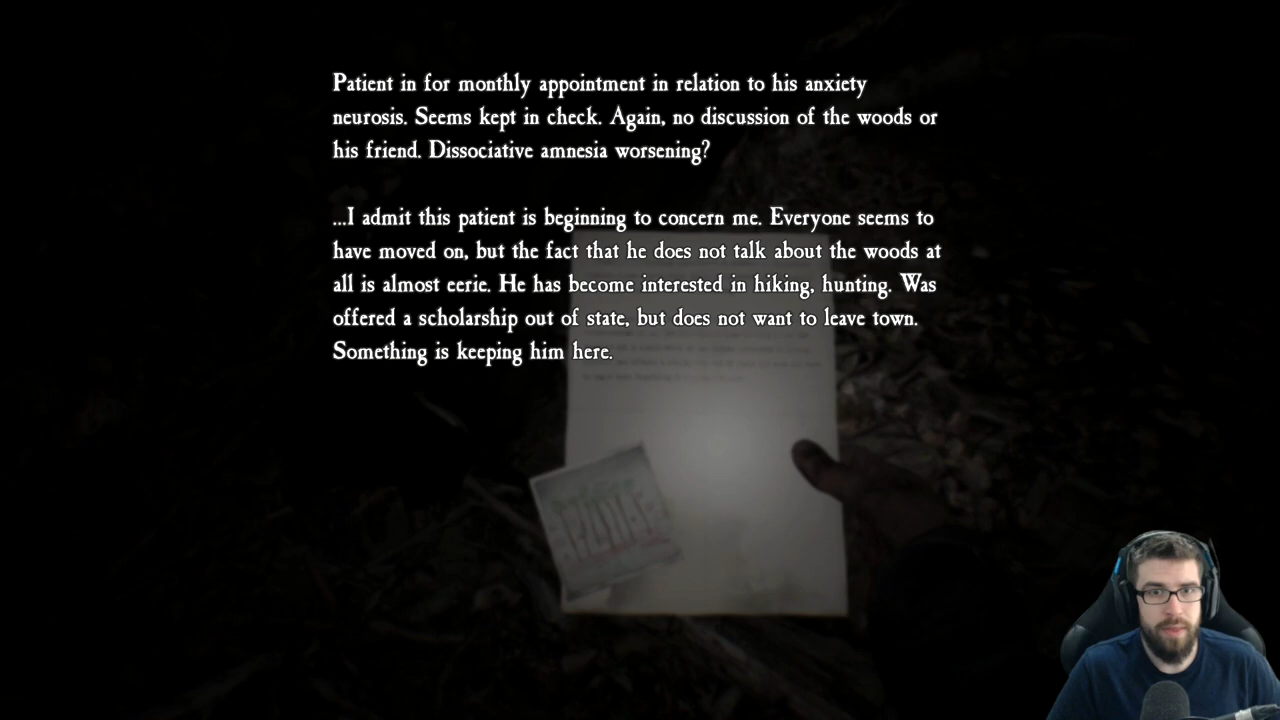 Patient in for monthly appointment in relation to his anxiety
neurosis. Seems kept in check. Again, no discussion of the woods or
his friend. Dissociative amnesia worsening?
...I admit this patient is beginning to concern me. Everyone seems to
have moved on, but the fact that he does not talk about the woods at
all is almost eerie. He has become interested in hiking, hunting. Was
offered a scholarship out of state, but does not want to leave town.
Something is keeping him here.